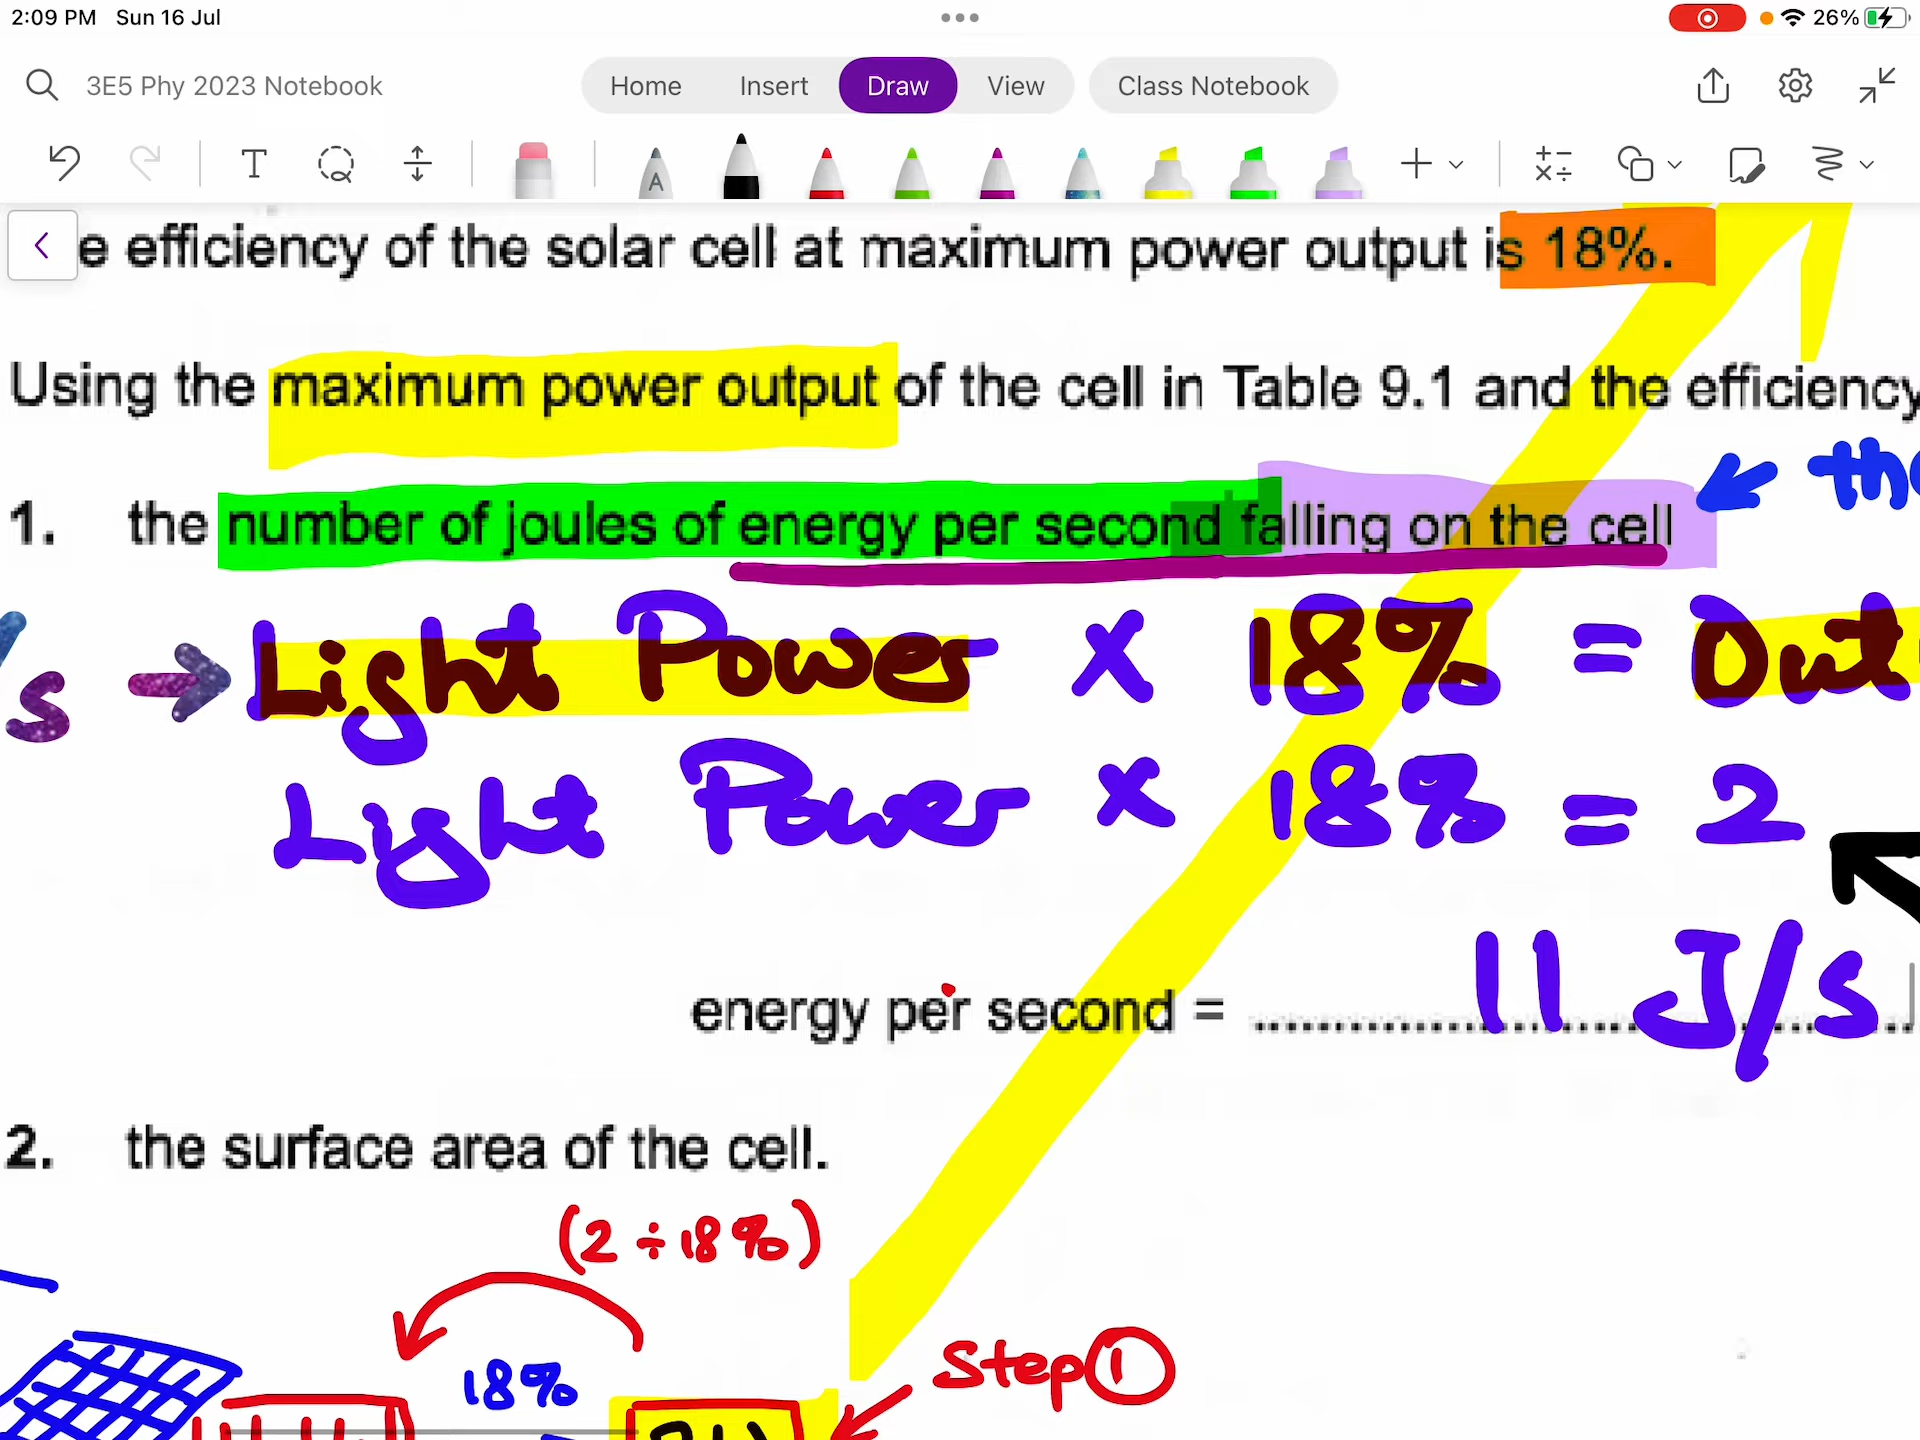 2:09 PM Sun 16 Jul
26%
3E5 Phy 2023 Notebook
Home Insert Draw View Class Notebook
T A
e efficiency of the solar cell at maximum power output is 18%.
Using the maximum power output of the cell in Table 9.1 and the efficiency
the
1. the number of joules of energy per second falling on the cell
s → Light Power × 18% = Out
Light Power × 18% = 2
energy per second = 11 J/s
2. the surface area of the cell.
(2 ÷ 18%)
Step 1
18%